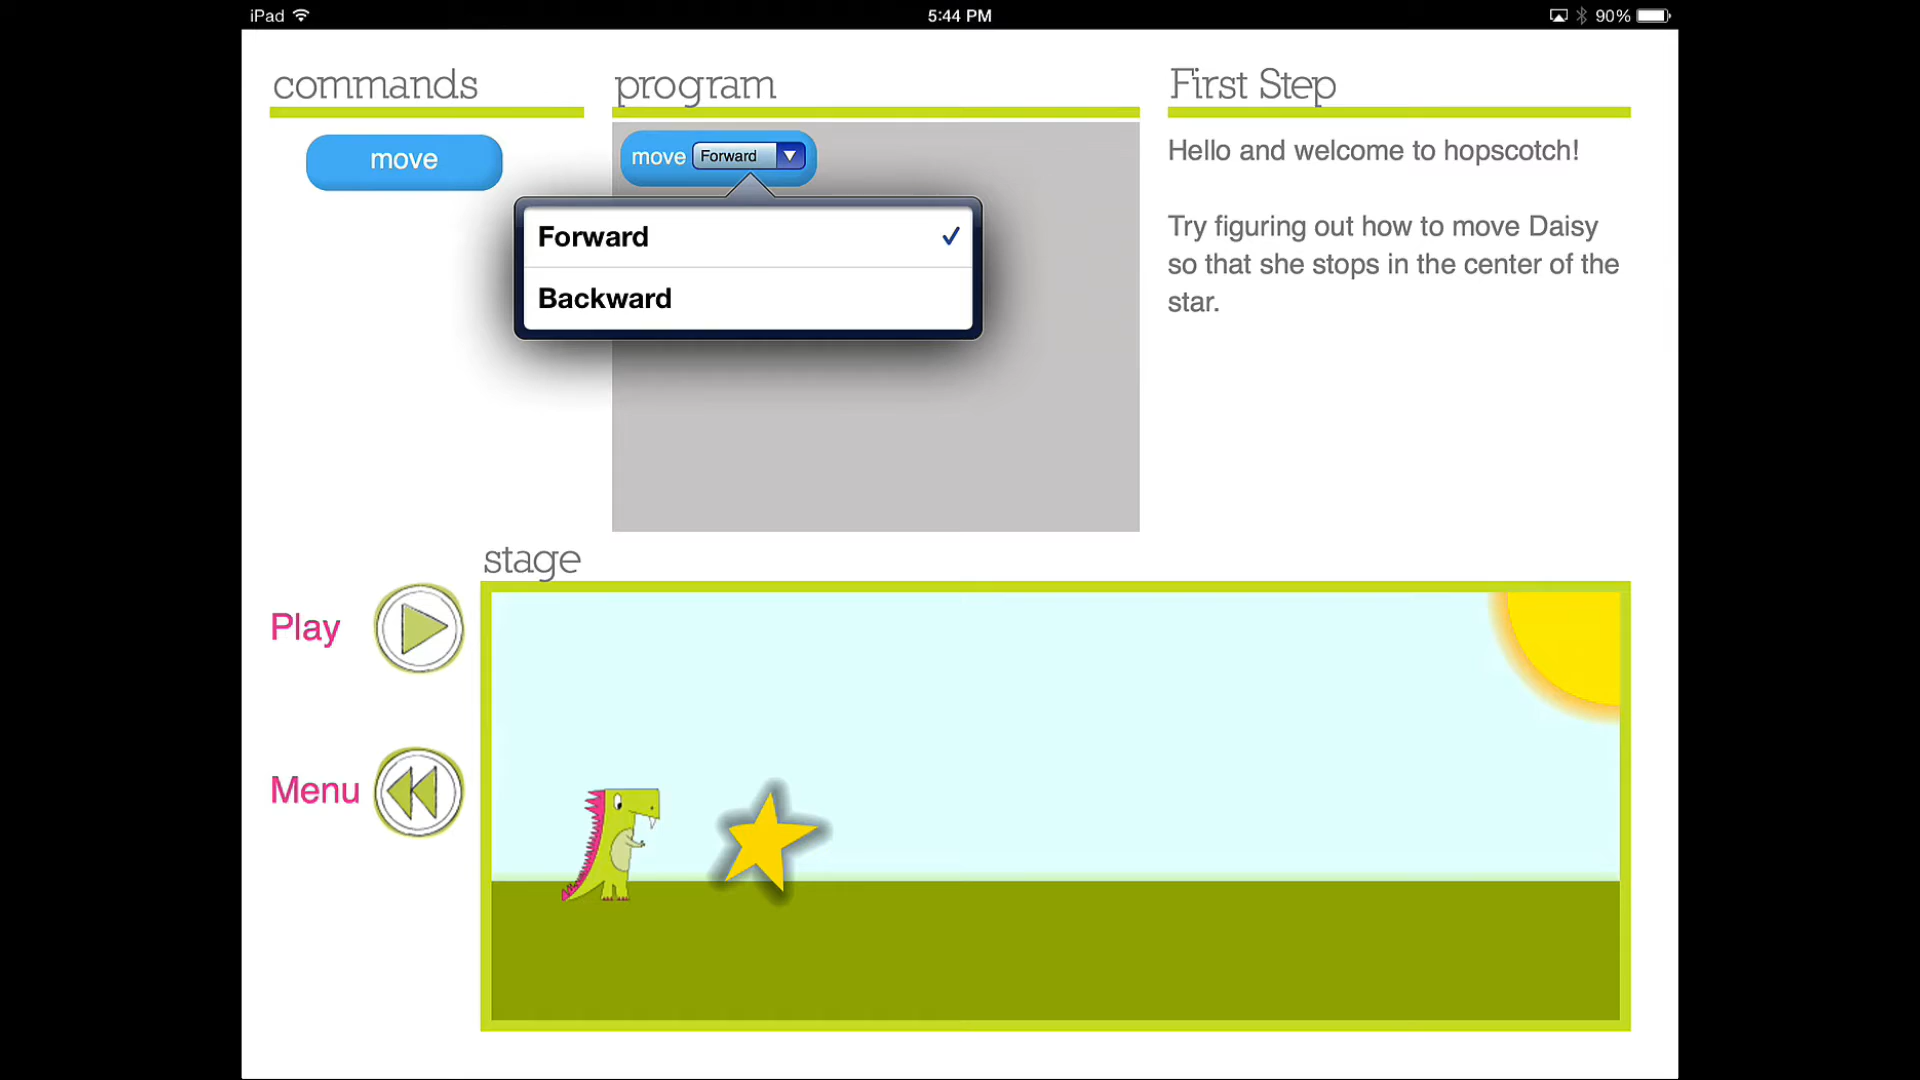 iPad
5:44 PM
90%
commands
program
First Step
move
move Forward
Forward
Backward
Hello and welcome to hopscotch!
Try figuring out how to move Daisy
so that she stops in the center of the
star.
stage
Play
Menu